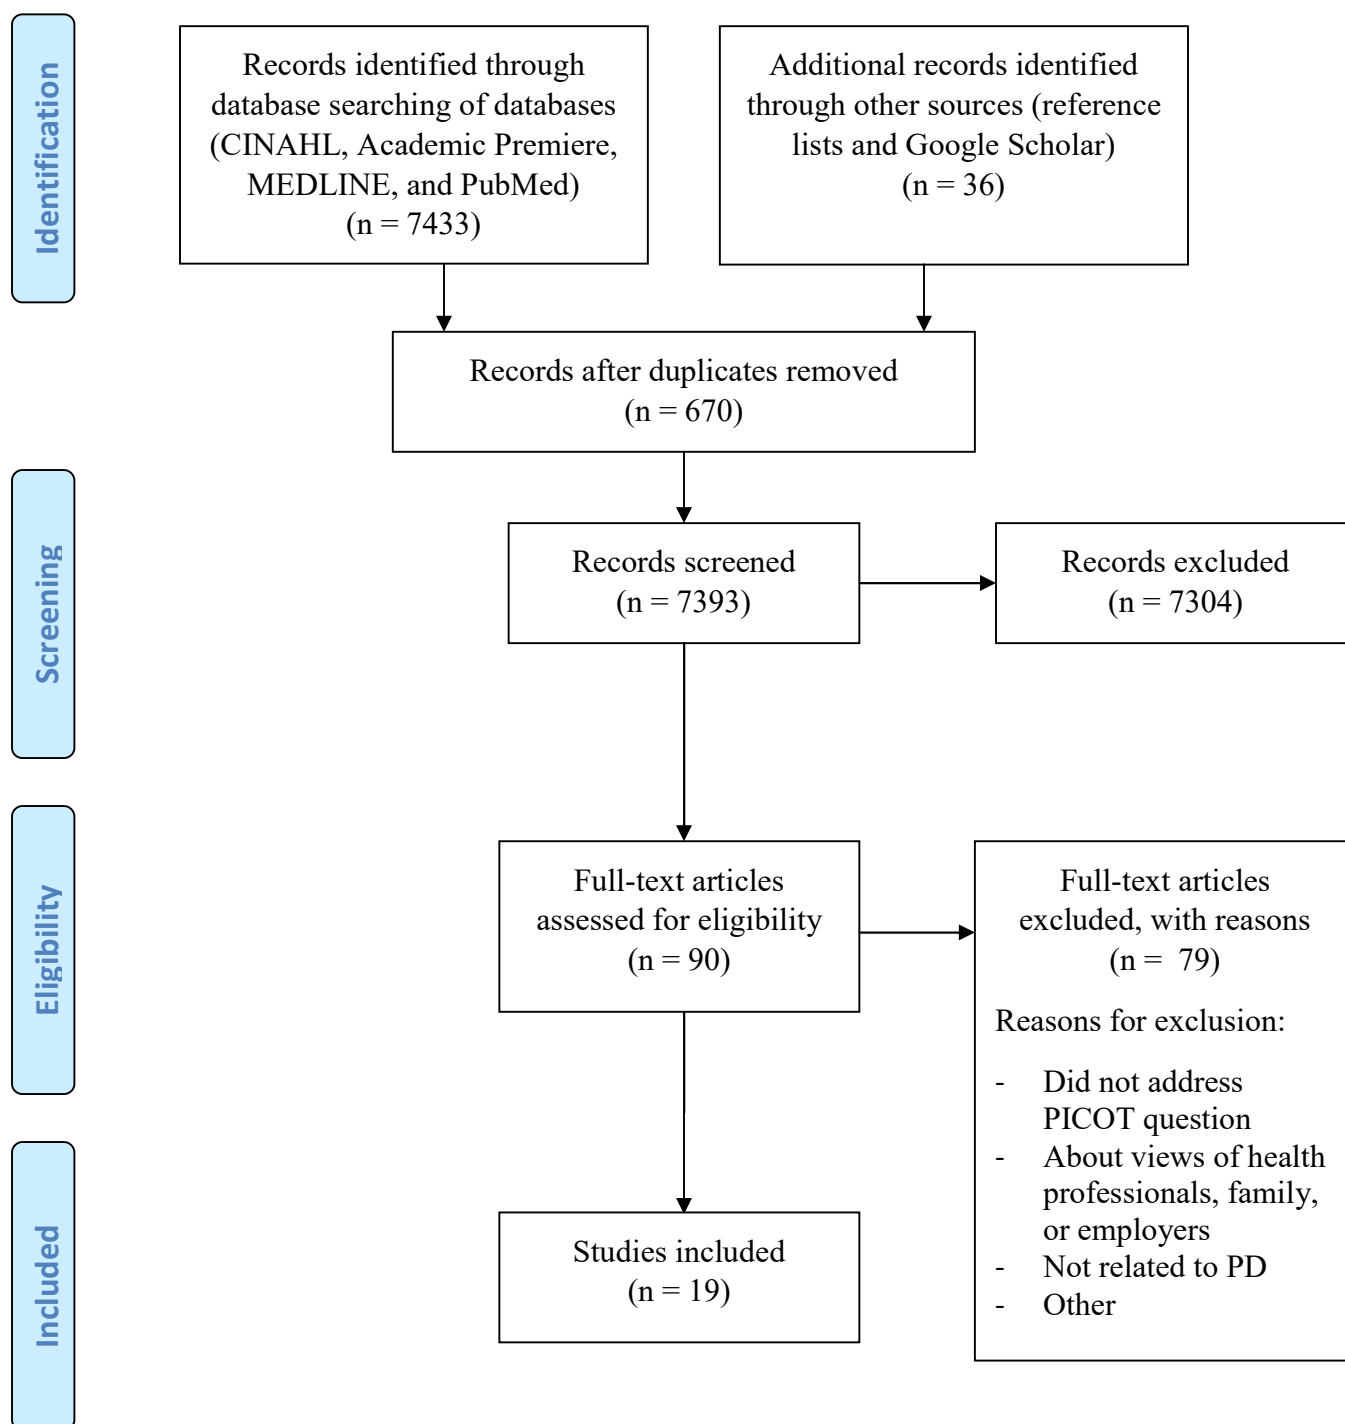 Identification
Records identified through
database searching of databases
(CINAHL, Academic Premiere,
MEDLINE, and PubMed)
(n = 7433)
Additional records identified
through other sources (reference
lists and Google Scholar)
(n = 36)
Records after duplicates removed
(n = 670)
Screening
Records screened
(n = 7393)
Records excluded
(n = 7304)
Eligibility
Full-text articles
assessed for eligibility
(n = 90)
Full-text articles
excluded, with reasons
(n = 79)
Reasons for exclusion:
- Did not address
PICOT question
- About views of health
professionals, family,
or employers
- Not related to PD
- Other
Included
Studies included
(n = 19)